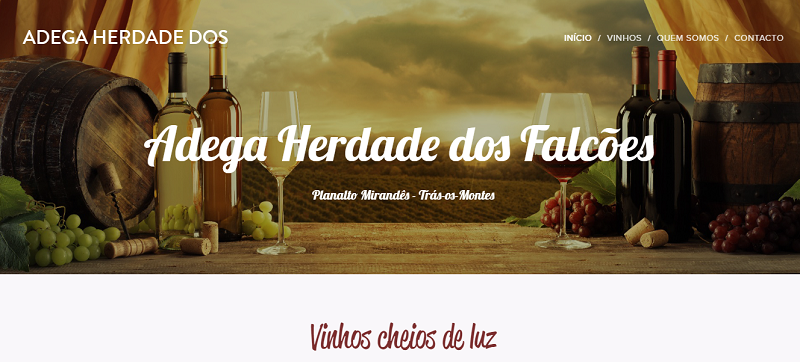 ADEGA HERDADE DOS
INÍCIO / VINHOS / QUEM SOMOS / CONTACTO
Adega Herdade dos Falcões
Planalto Mirandês - Trás-os-Montes
Vinhos cheios de luz